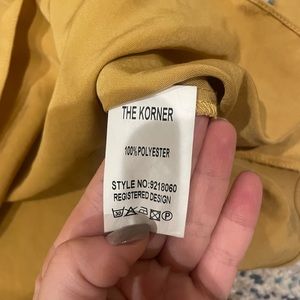 THE KORNER
100%POLYESTER
STYLE NO:9218060
REGISTERED DESIGN